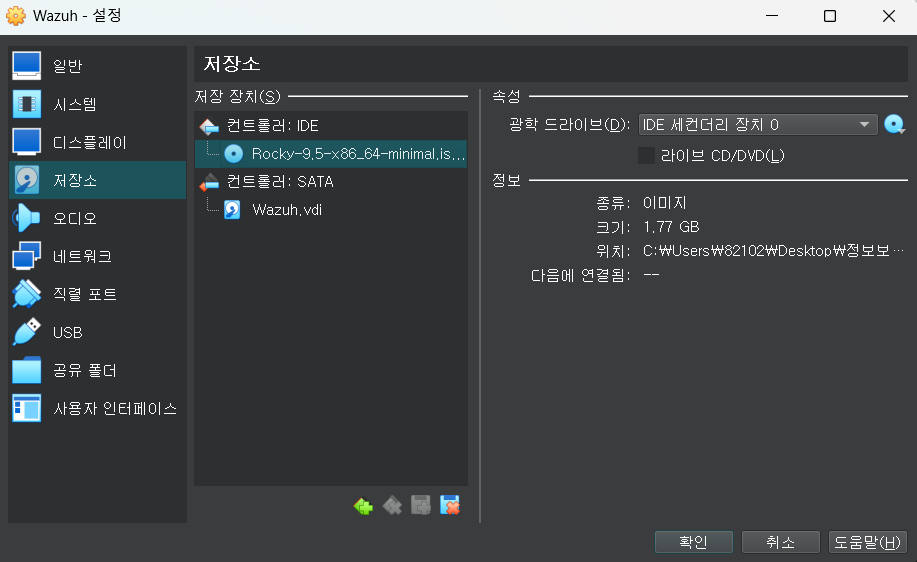 Wazuh - 설정
일반
시스템
디스플레이
저장소
오디오
네트워크
직렬 포트
USB
공유 폴더
사용자 인터페이스
저장소
저장 장치(S)
컨트롤러: IDE
Rocky-9.5-x86_64-minimal.is...
컨트롤러: SATA
Wazuh.vdi
속성
광학 드라이브(D): IDE 세컨더리 장치 0
라이브 CD/DVD(L)
정보
종류: 이미지
크기: 1.77 GB
위치: C:₩Users₩82102₩Desktop₩정보보...
다음에 연결됨: --
확인 취소 도움말(H)